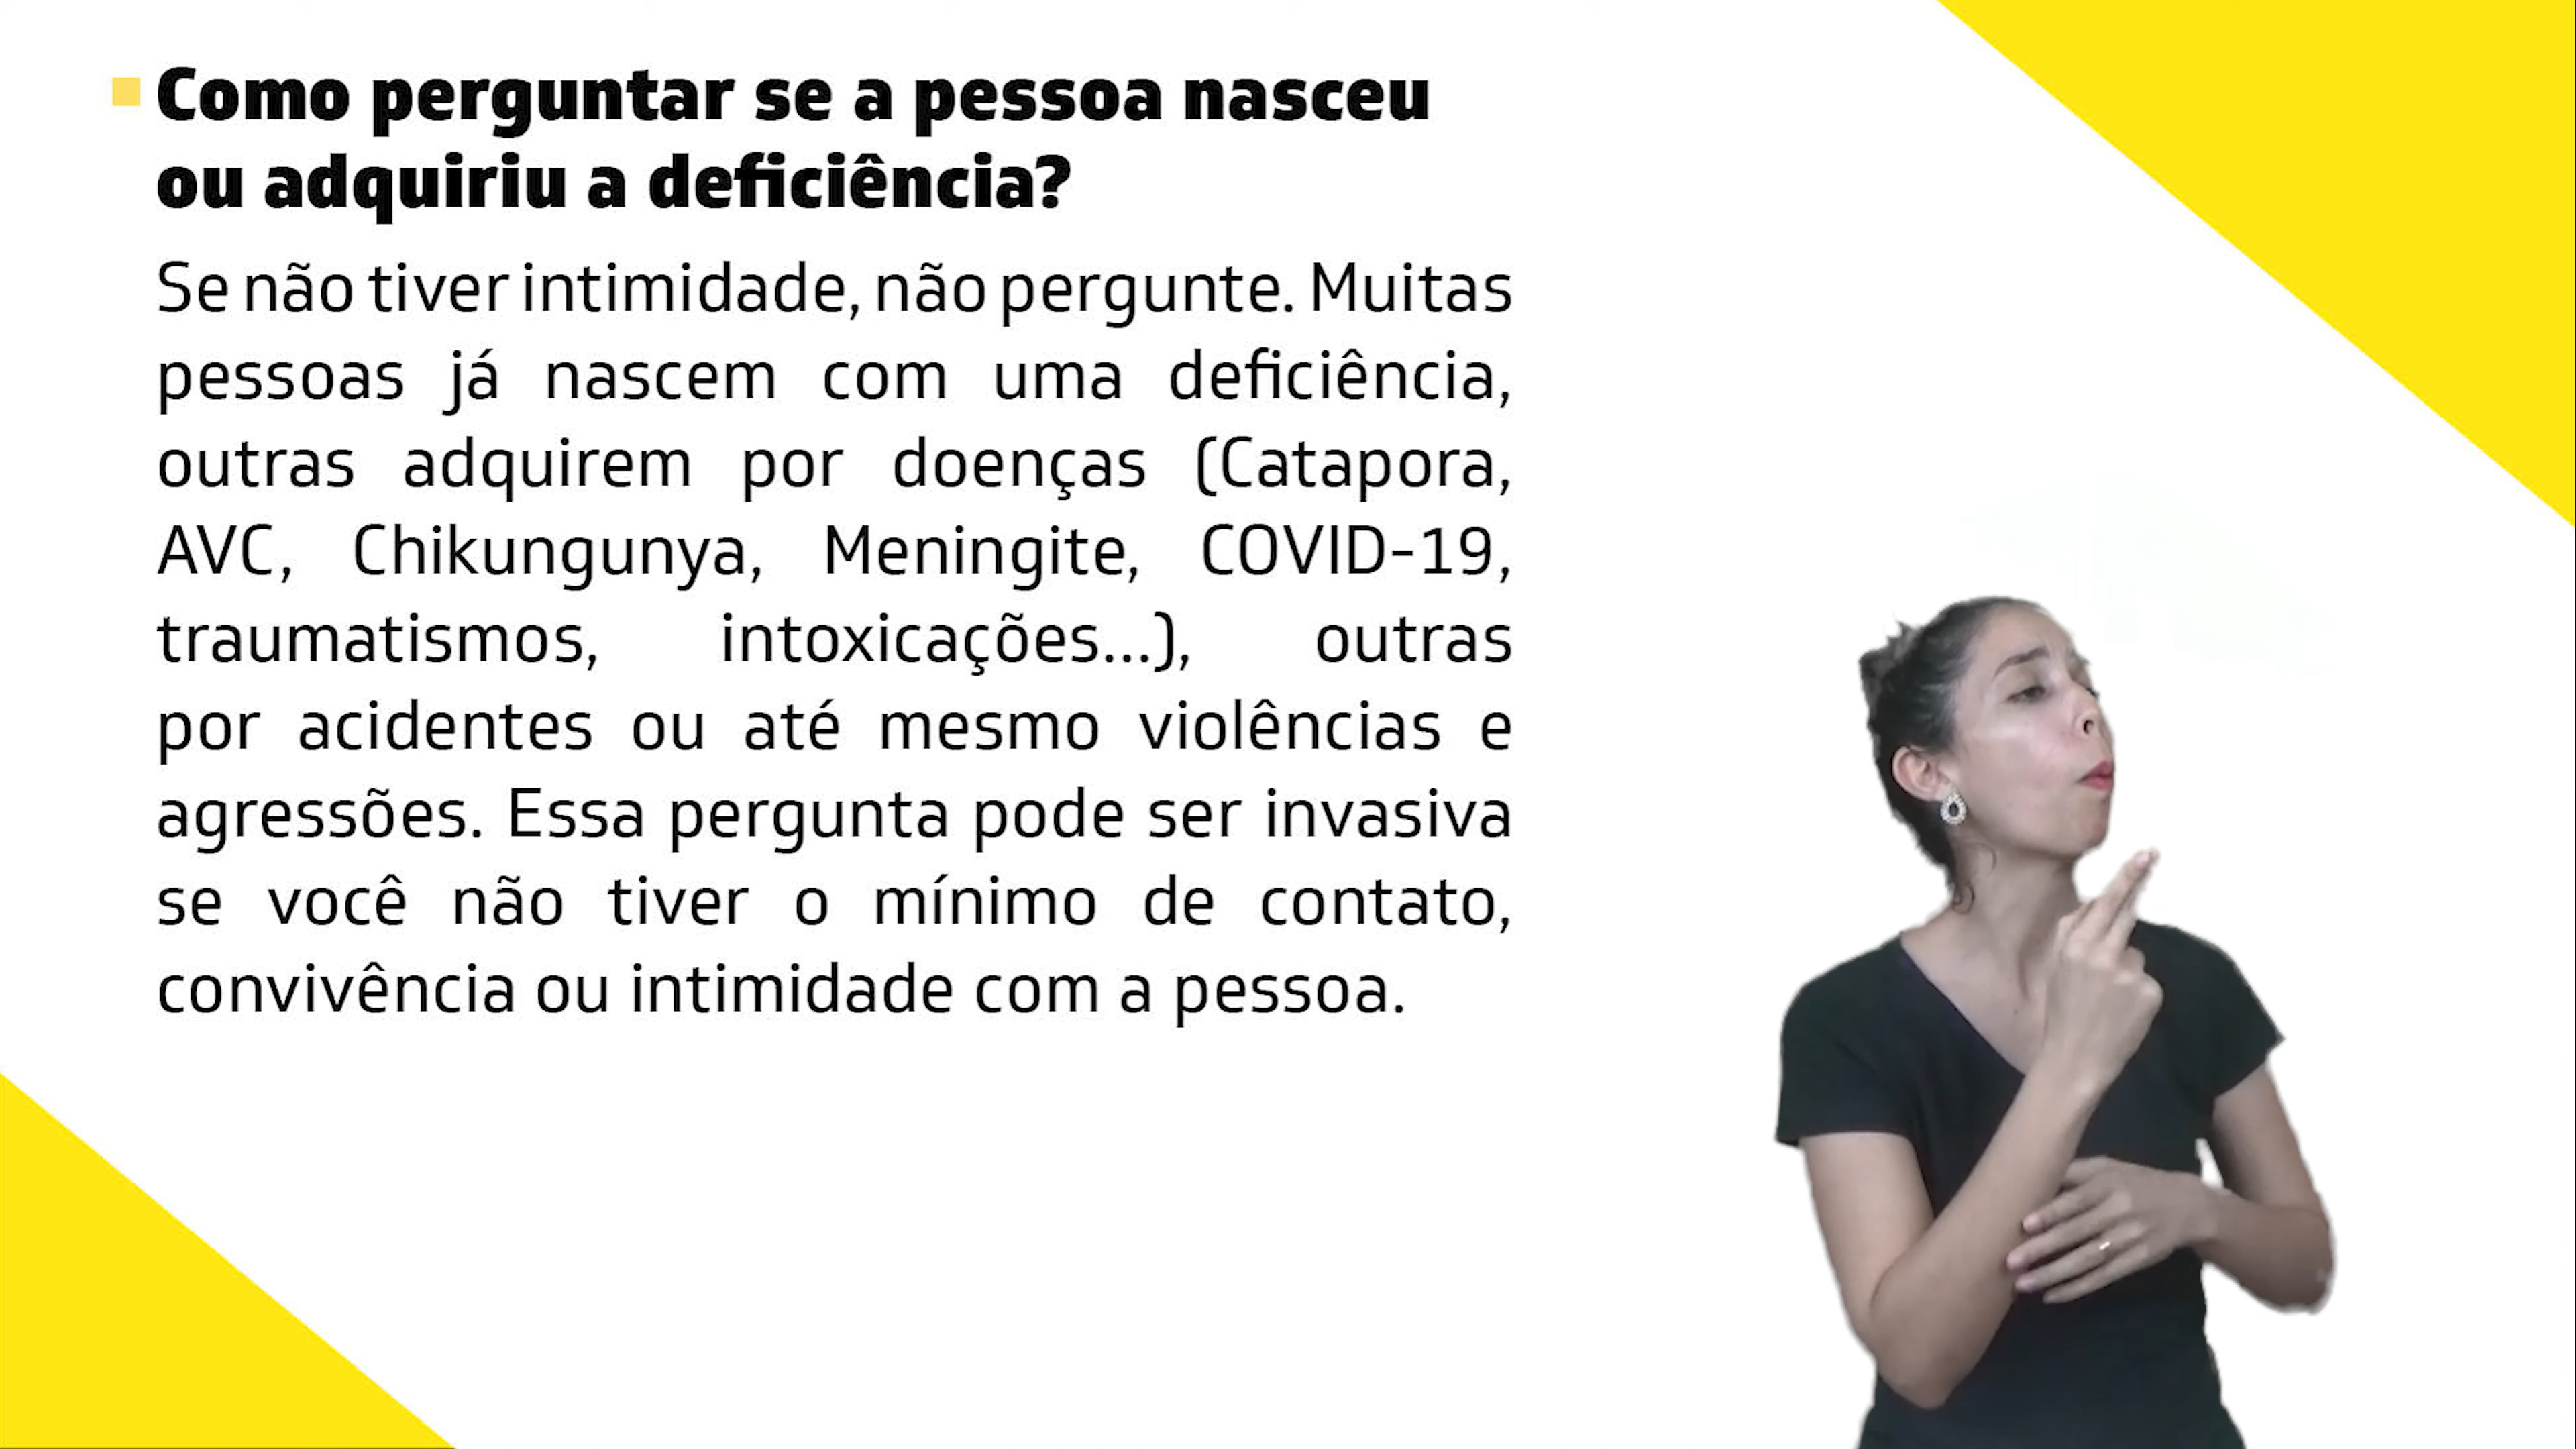 Como perguntar se a pessoa nasceu
ou adquiriu a deficiência?
Se não tiver intimidade, não pergunte. Muitas
pessoas já nascem com uma deficiência,
outras adquirem por doenças (Catapora,
AVC, Chikungunya, Meningite, COVID-19,
traumatismos, intoxicações...), outras
por acidentes ou até mesmo violências e
agressões. Essa pergunta pode ser invasiva
se você não tiver o mínimo de contato,
convivência ou intimidade com a pessoa.